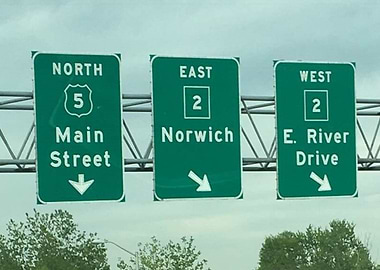 NORTH
5
Main
Street
EAST
2
Norwich
WEST
2
E. River
Drive